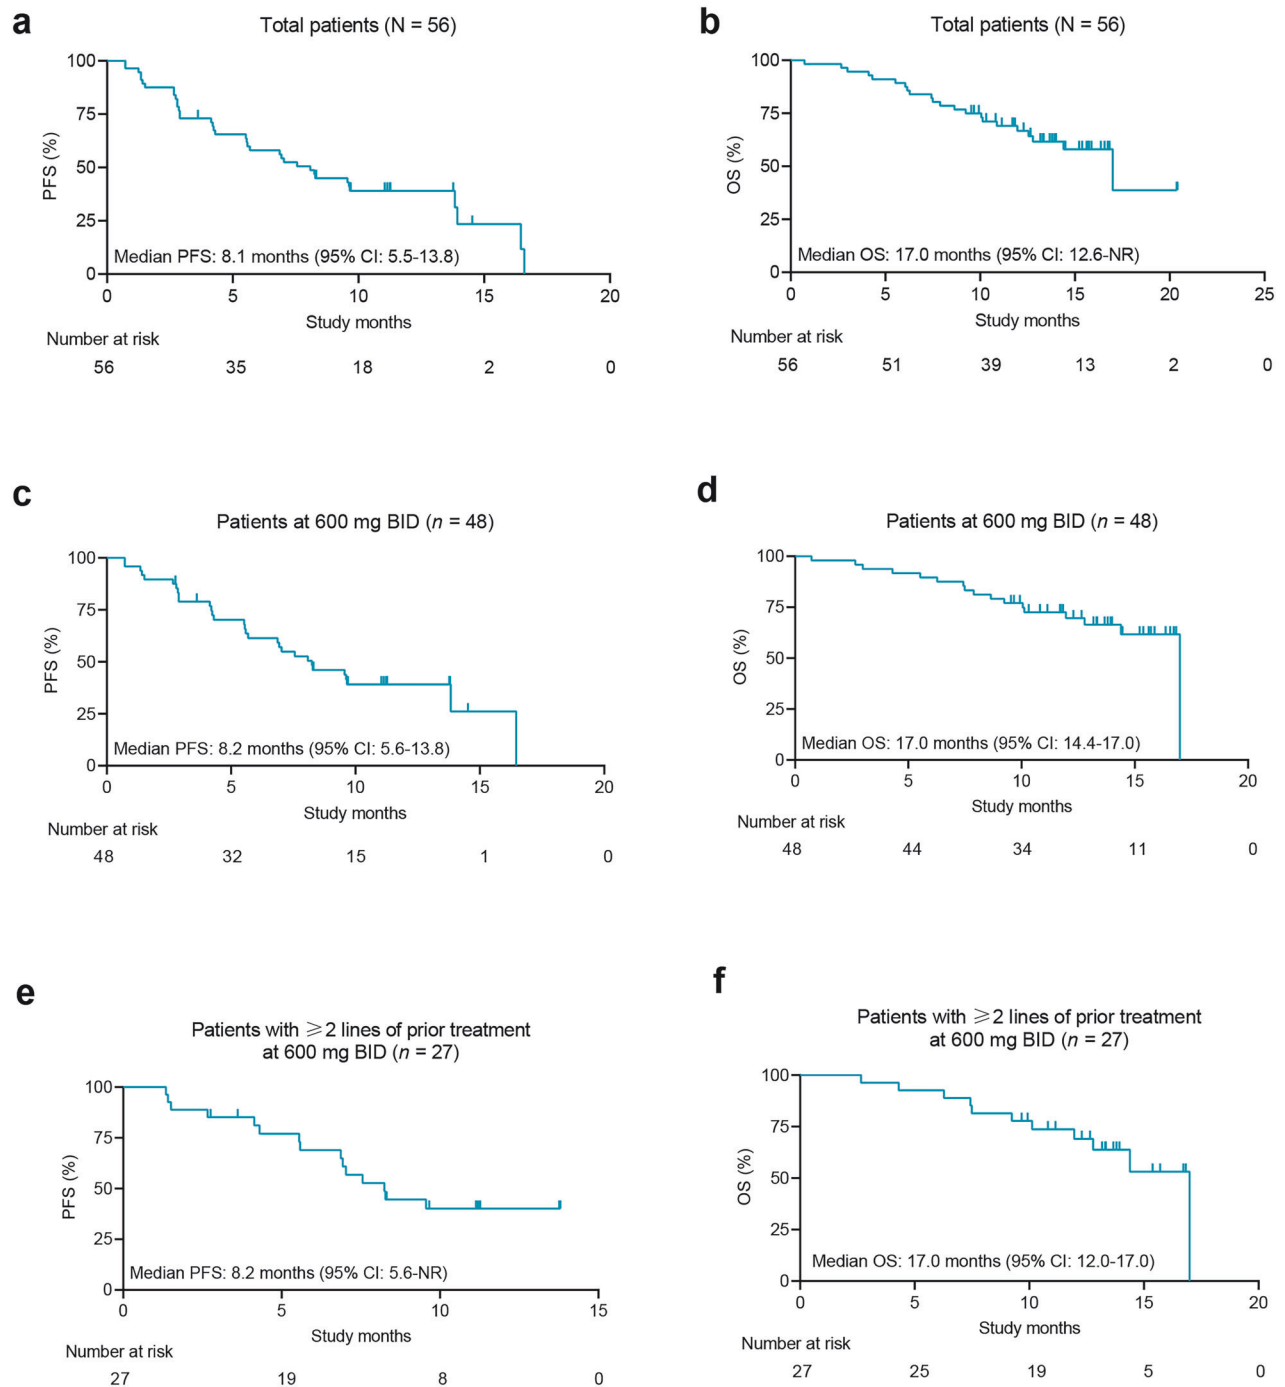 a
Total patients (N = 56)
100
75
50
25
0
PFS (%)
Median PFS: 8.1 months (95% CI: 5.5-13.8)
0 5 10 15 20
Study months
Number at risk
56 35 18 2 0
b
Total patients (N = 56)
100
75
50
25
0
OS (%)
Median OS: 17.0 months (95% CI: 12.6-NR)
0 5 10 15 20 25
Study months
Number at risk
56 51 39 13 2 0
c
Patients at 600 mg BID (n = 48)
100
75
50
25
0
PFS (%)
Median PFS: 8.2 months (95% CI: 5.6-13.8)
0 5 10 15 20
Study months
Number at risk
48 32 15 1 0
d
Patients at 600 mg BID (n = 48)
100
75
50
25
0
OS (%)
Median OS: 17.0 months (95% CI: 14.4-17.0)
0 5 10 15 20
Study months
Number at risk
48 44 34 11 0
e
Patients with ⩾2 lines of prior treatment
at 600 mg BID (n = 27)
100
75
50
25
0
PFS (%)
Median PFS: 8.2 months (95% CI: 5.6-NR)
0 5 10 15
Study months
Number at risk
27 19 8 0
f
Patients with ⩾2 lines of prior treatment
at 600 mg BID (n = 27)
100
75
50
25
0
OS (%)
Median OS: 17.0 months (95% CI: 12.0-17.0)
0 5 10 15 20
Study months
Number at risk
27 25 19 5 0